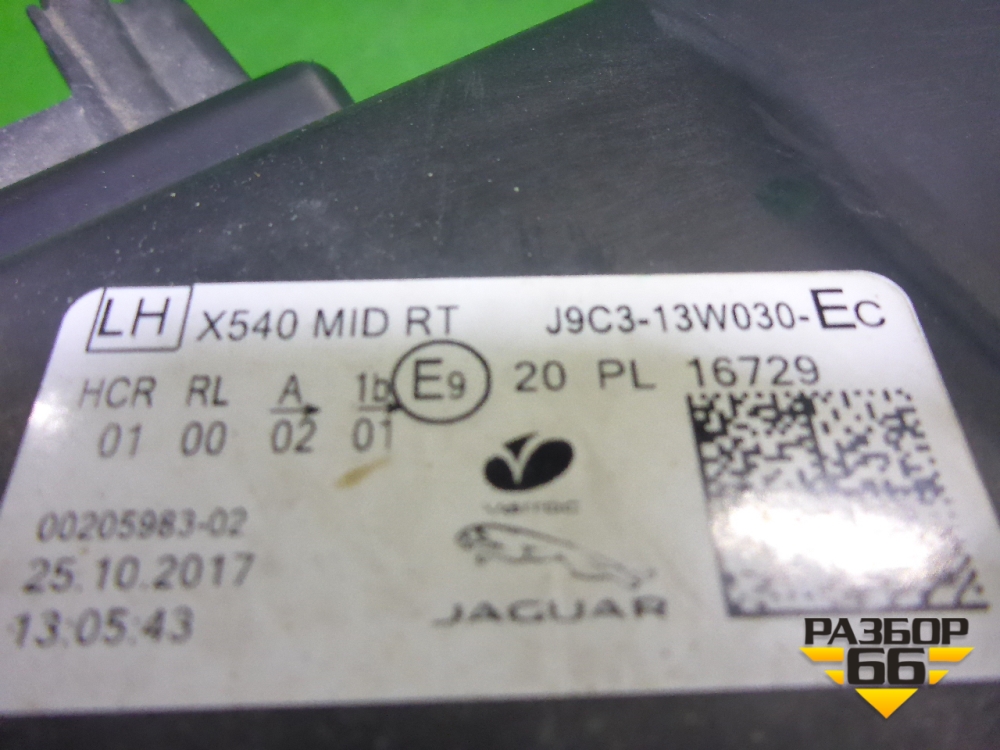 LH X540 MID RT J9C3-13W030-EC
HCR RL A 1b E9 20 PL 16729
01 00 02 01
Valeo
00205983-02
25.10.2017
13:05:43
JAGUAR
РАЗБОР
66